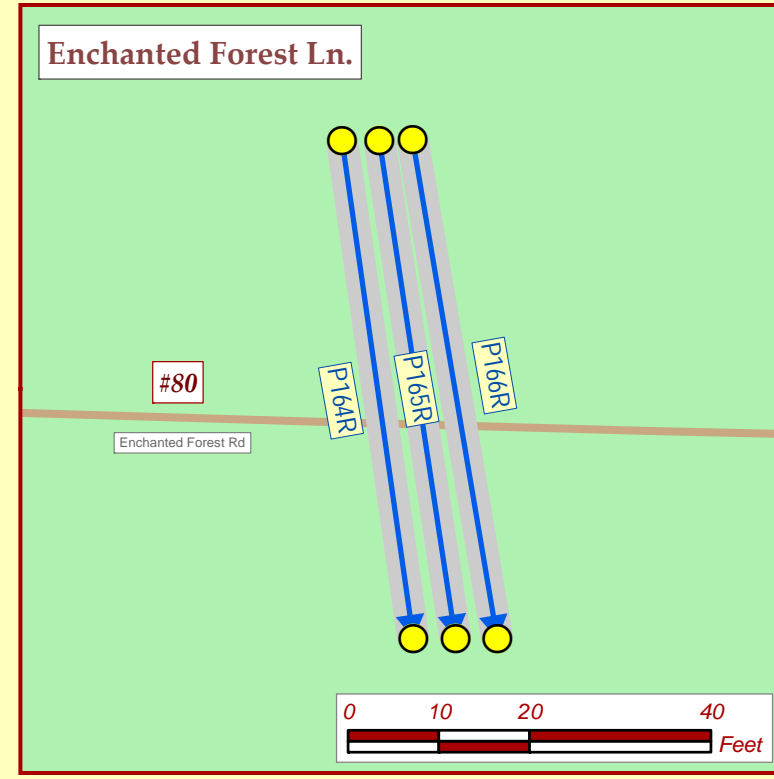 Enchanted Forest Ln.
#80
Enchanted Forest Rd
P164R
P165R
P166R
0 10 20 40
Feet